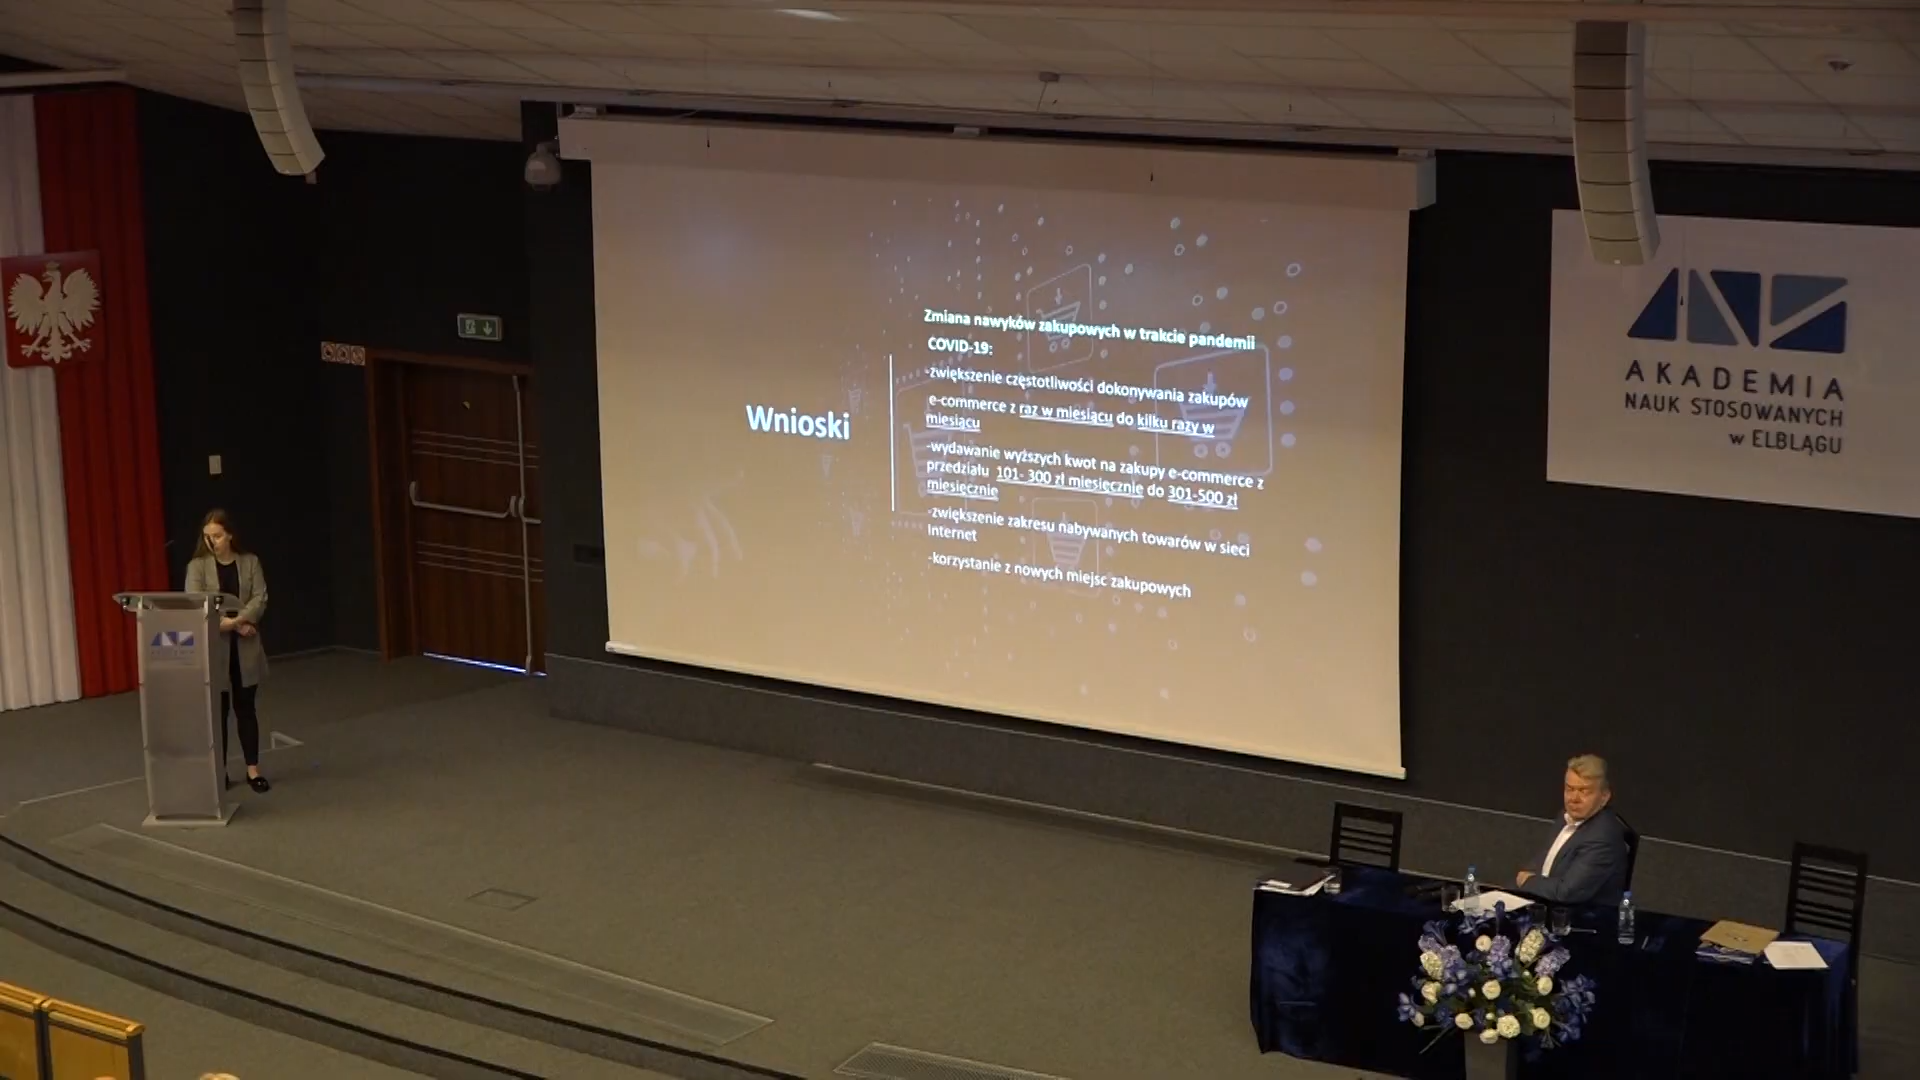 Wnioski
Zmiana nawyków zakupowych w trakcie pandemii
COVID-19:
-zwiększenie częstotliwości dokonywania zakupów
e-commerce z raz w miesiącu do kilku razy w
miesiącu
-wydawanie wyższych kwot na zakupy e-commerce z
przedziału 101- 300 zł miesięcznie do 301-500 zł
miesięcznie
-zwiększenie zakresu nabywanych towarów w sieci
Internet
-korzystanie z nowych miejsc zakupowych
AKADEMIA
NAUK STOSOWANYCH
w ELBLĄGU